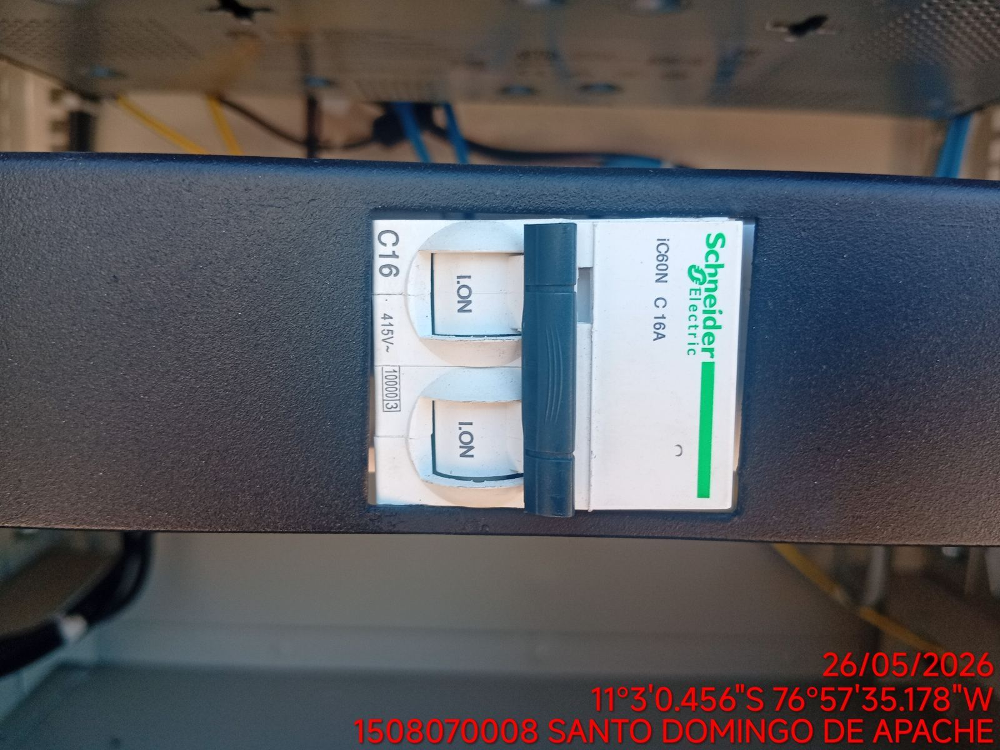 Schneider
Electric
iC60N C 16A
I.ON
I.ON
C16
415V~
10000 3
26/05/2026
11°3'0.456"S 76°57'35.178"W
1508070008 SANTO DOMINGO DE APACHE